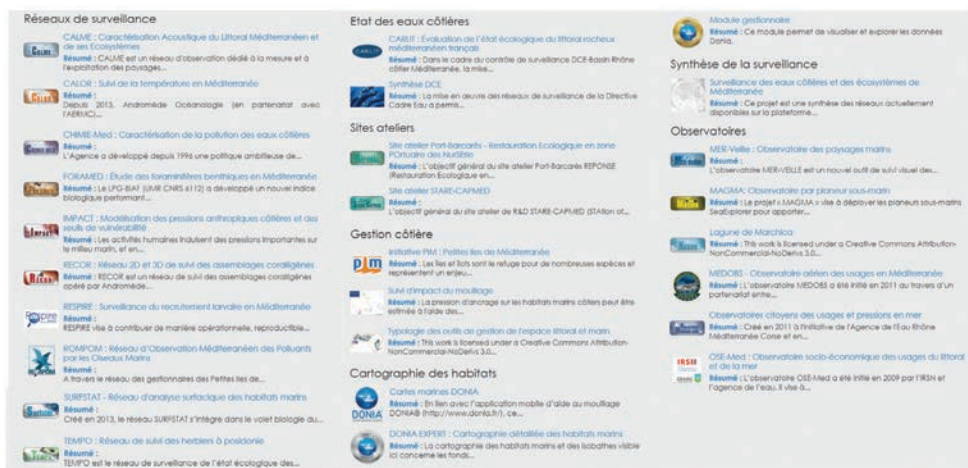 Réseaux de surveillance
CALME : Caractérisation Acoustique du Littoral Méditerranéen et
de ses Ecosystèmes
Résumé : CALME est un réseau d'observation dédié à la mesure et à
l'exploitation des paysages...
CALOR : Suivi de la température en Méditerranée
Résumé :
Depuis 2013, Andromède Océanologie (en partenariat avec
l'AERMC)...
CHIMIE-Med : Caractérisation de la pollution des eaux côtières
Résumé :
L'Agence a développé depuis 1996 une politique ambitieuse de...
FORAMED : Étude des foraminifères benthiques en Méditerranée
Résumé : Le LPG-BIAF (UMR CNRS 6112) a développé un nouvel indice
biologique performant...
IMPACT : Modélisation des pressions anthropiques côtières et des
seuils de vulnérabilité
Résumé : Les activités humaines induisent des pressions importantes sur
le milieu marin, et en...
RECOR : Réseau 2D et 3D de suivi des assemblages coralligènes
Résumé : RECOR est un réseau de suivi des assemblages coralligènes
opéré par Andromède...
RESPIRE : Surveillance du recrutement larvaire en Méditerranée
Résumé :
RESPIRE vise à contribuer de manière opérationnelle, reproductible...
ROMPOM : Réseau d'Observation Méditerranéen des Polluants
par les Oiseaux Marins
Résumé :
A travers le réseau des gestionnaires des Petites Iles de...
SURFSTAT - Réseau d'analyse surfacique des habitats marins
Résumé :
Créé en 2013, le réseau SURFSTAT s'intègre dans le volet biologie du...
TEMPO : Réseau de suivi des herbiers à posidonie
Résumé :
TEMPO est le réseau de surveillance de l'état écologique des...
Etat des eaux côtières
CARLIT
CARLIT : Evaluation de l'état écologique du littoral rocheux
méditerranéen français
Résumé : Dans le cadre du contrôle de surveillance DCE-Bassin Rhône
côtier Méditerranée, la mise...
Synthèse DCE
Résumé : La mise en œuvre des réseaux de surveillance de la Directive
Cadre Eau a permis...
Sites ateliers
Site atelier Port-Barcarès - Restauration Ecologique en zone
POrtuaire des NurSErie
Résumé : L'objectif général du site atelier Port-Barcarès REPONSE
(Restauration Ecologique en...
Site atelier STARE-CAPMED
Résumé :
L'objectif général du site atelier de R&D STARE-CAPMED (STAtion of...
Gestion côtière
pim
Initiative PIM : Petites Iles de Méditerranée
Résumé : Les îles et îlots sont le refuge pour de nombreuses espèces et
représentent un enjeu...
Suivi d'impact du mouillage
Résumé : La pression d'ancrage sur les habitats marins côtiers peut être
estimée à l'aide des...
Typologie des outils de gestion de l'espace littoral et marin
Résumé : This work is licensed under a Creative Commons Attribution-
NonCommercial-NoDerivs 3.0...
Cartographie des habitats
DONIA
Cartes marines DONIA
Résumé : En lien avec l'application mobile d'aide au mouillage
DONIA® (http://www.donia.fr/), ce...
DONIA EXPERT : Cartographie détaillée des habitats marins
Résumé : La cartographie des habitats marins et des isobathes visible
ici concerne les fonds...
Module gestionnaire
Résumé : Ce module permet de visualiser et explorer les données
Donia.
Synthèse de la surveillance
Surveillance des eaux côtières et des écosystèmes de
Méditerranée
Résumé : Ce projet est une synthèse des réseaux actuellement
disponibles sur la plateforme...
Observatoires
MER-Veille : Observatoire des paysages marins
Résumé :
L'observatoire MER-VEILLE est un nouvel outil de suivi visuel des...
MAGMA: Observatoire par planeur sous-marin
Résumé : Le projet « MAGMA » vise à déployer les planeurs sous-marins
SeaExplorer pour apporter...
Lagune de Marchica
Résumé : This work is licensed under a Creative Commons Attribution-
NonCommercial-NoDerivs 3.0...
MEDOBS - Observatoire aérien des usages en Méditerranée
Résumé : L'observatoire MEDOBS a été initié en 2011 au travers d'un
partenariat entre...
Observatoires citoyens des usages et pressions en mer
Résumé : Créé en 2011 à l'initiative de l'Agence de l'Eau Rhône
Méditerranée Corse et en...
IRSN
OSE-Med : Observatoire socio-économique des usages du littoral
et de la mer
Résumé : L'observatoire OSE-Med a été initié en 2009 par l'IRSN et
l'agence de l'eau. Il vise à...